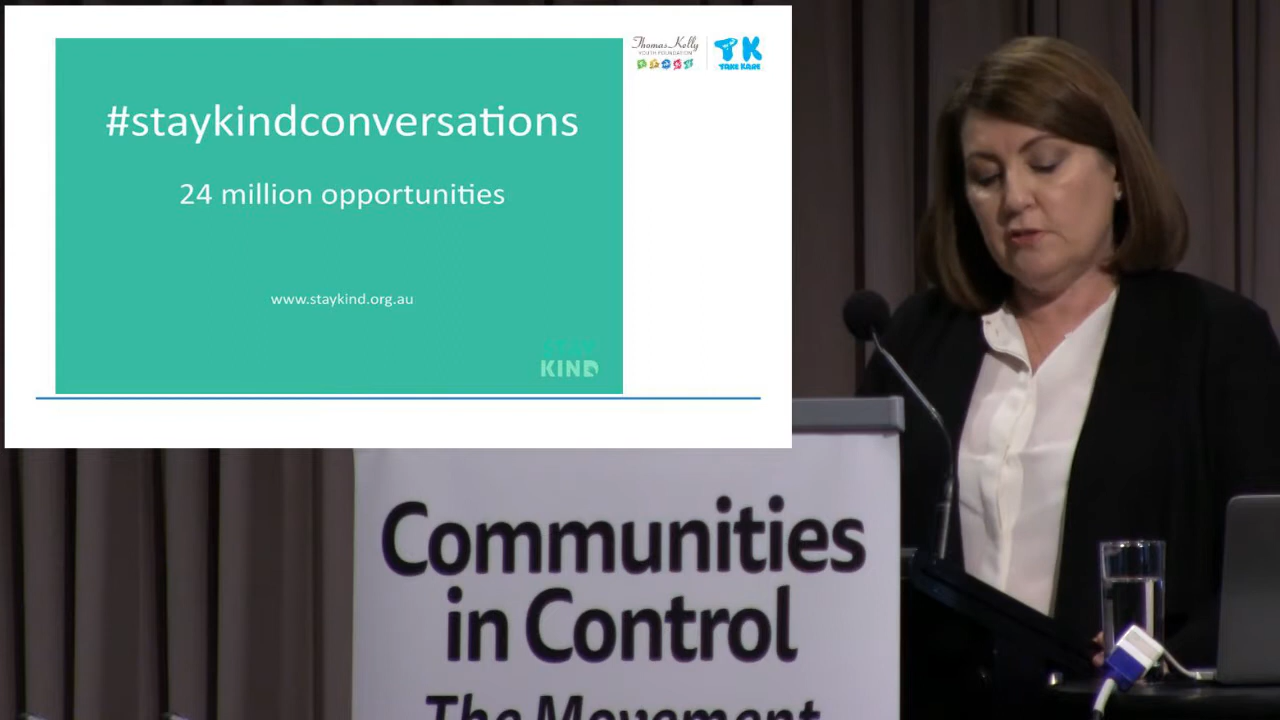 #staykindconversations
24 million opportunities
www.staykind.org.au
STAY
KIND
Thomas Kelly
YOUTH FOUNDATION
TK
TAKE KARE
Communities
in Control
The Movement